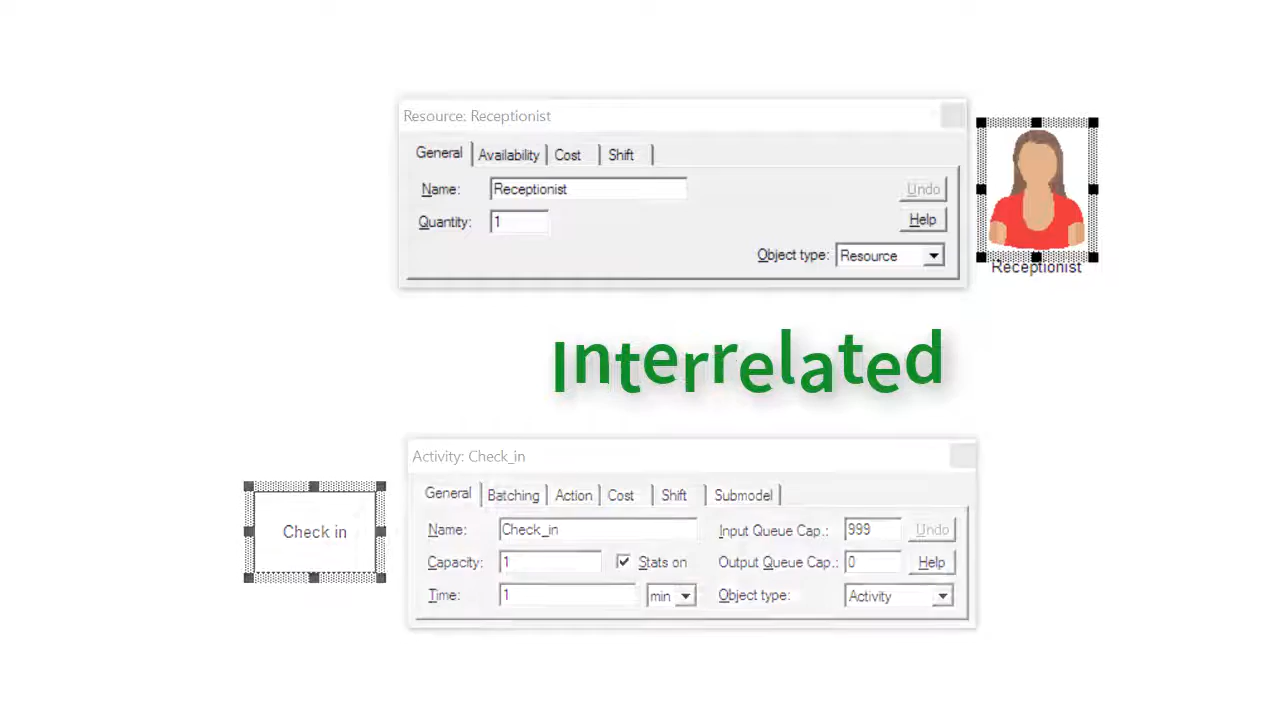 Resource: Receptionist
General Availability Cost Shift
Name: Receptionist Undo
Quantity: 1 Help
Object type: Resource
Receptionist
Interrelated
Activity: Check_in
General Batching Action Cost Shift Submodel
Name: Check_in Input Queue Cap.: 999 Undo
Check in
Capacity: 1 Stats on Output Queue Cap.: 0 Help
Time: 1 min Object type: Activity